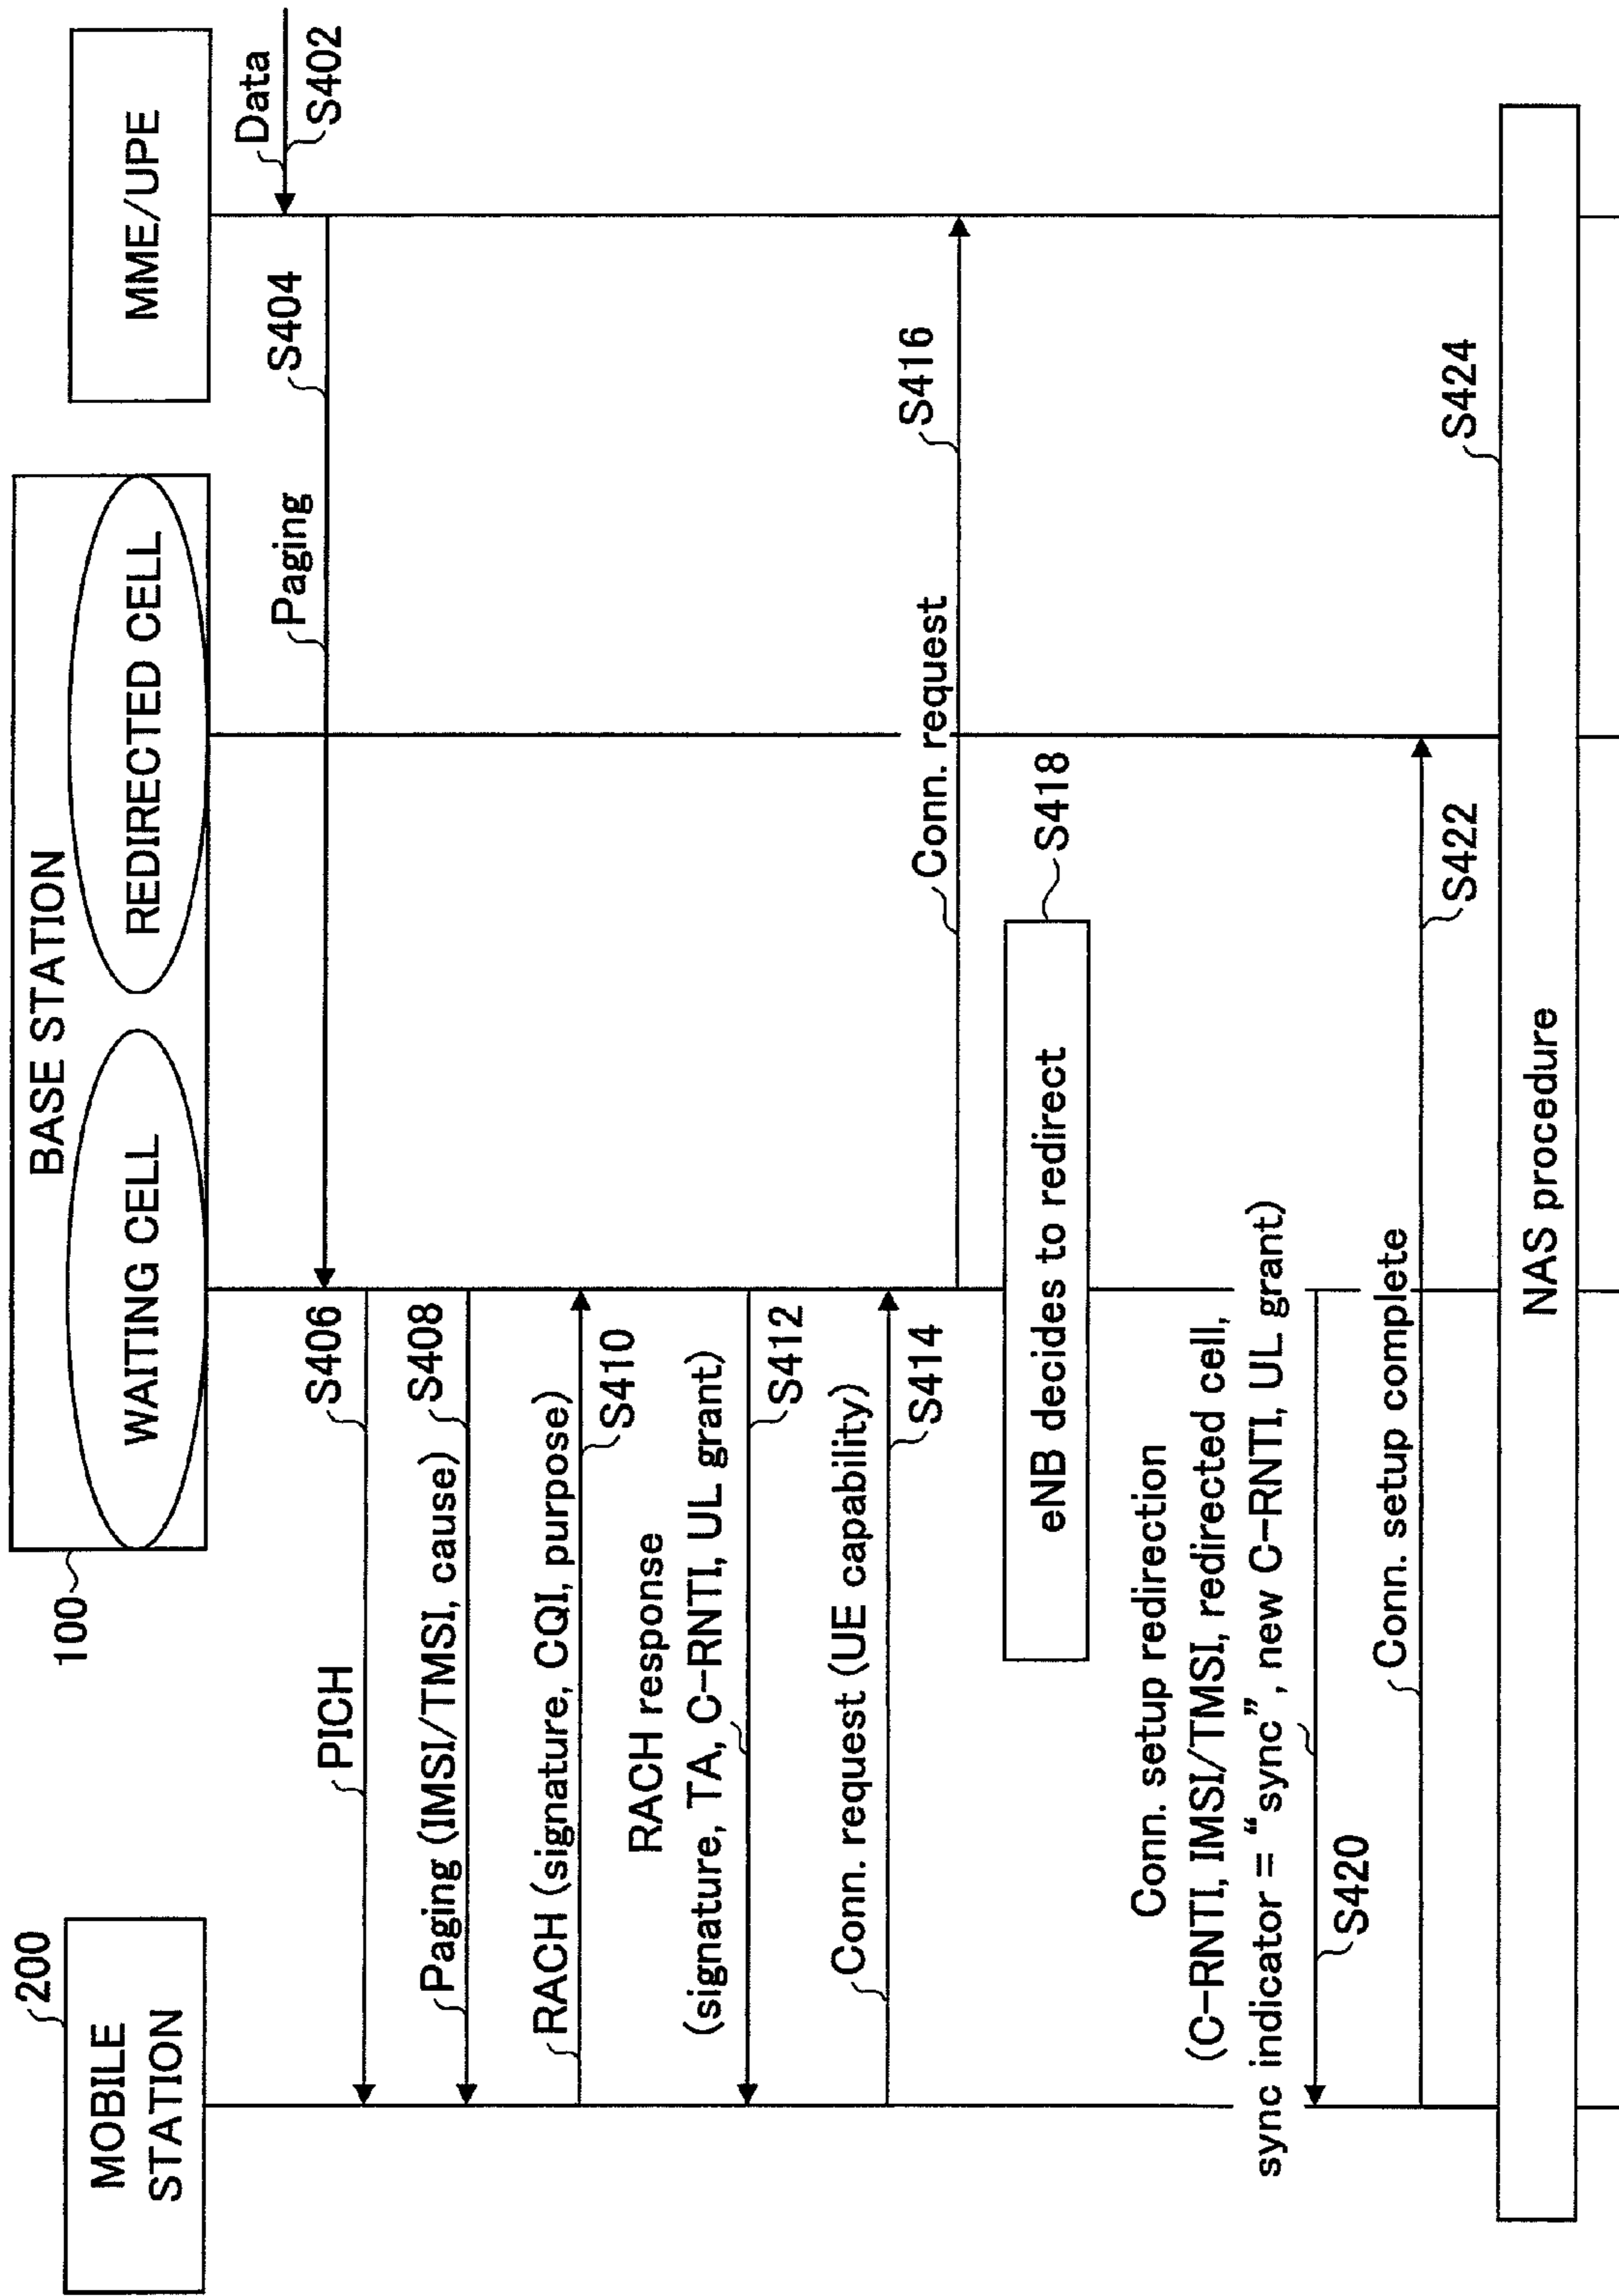 200
MOBILE
STATION
100
BASE STATION
WAITING CELL
REDIRECTED CELL
MME/UPE
Data
S402
Paging
S404
PICH
S406
Paging (IMSI/TMSI, cause)
S408
RACH (signature, CQI, purpose)
S410
RACH response
(signature, TA, C-RNTI, UL grant)
S412
Conn. request (UE capability)
S414
Conn. request
S416
eNB decides to redirect
S418
Conn. setup redirection
(C-RNTI, IMSI/TMSI, redirected cell,
sync indicator = "sync", new C-RNTI, UL grant)
S420
Conn. setup complete
S422
NAS procedure
S424